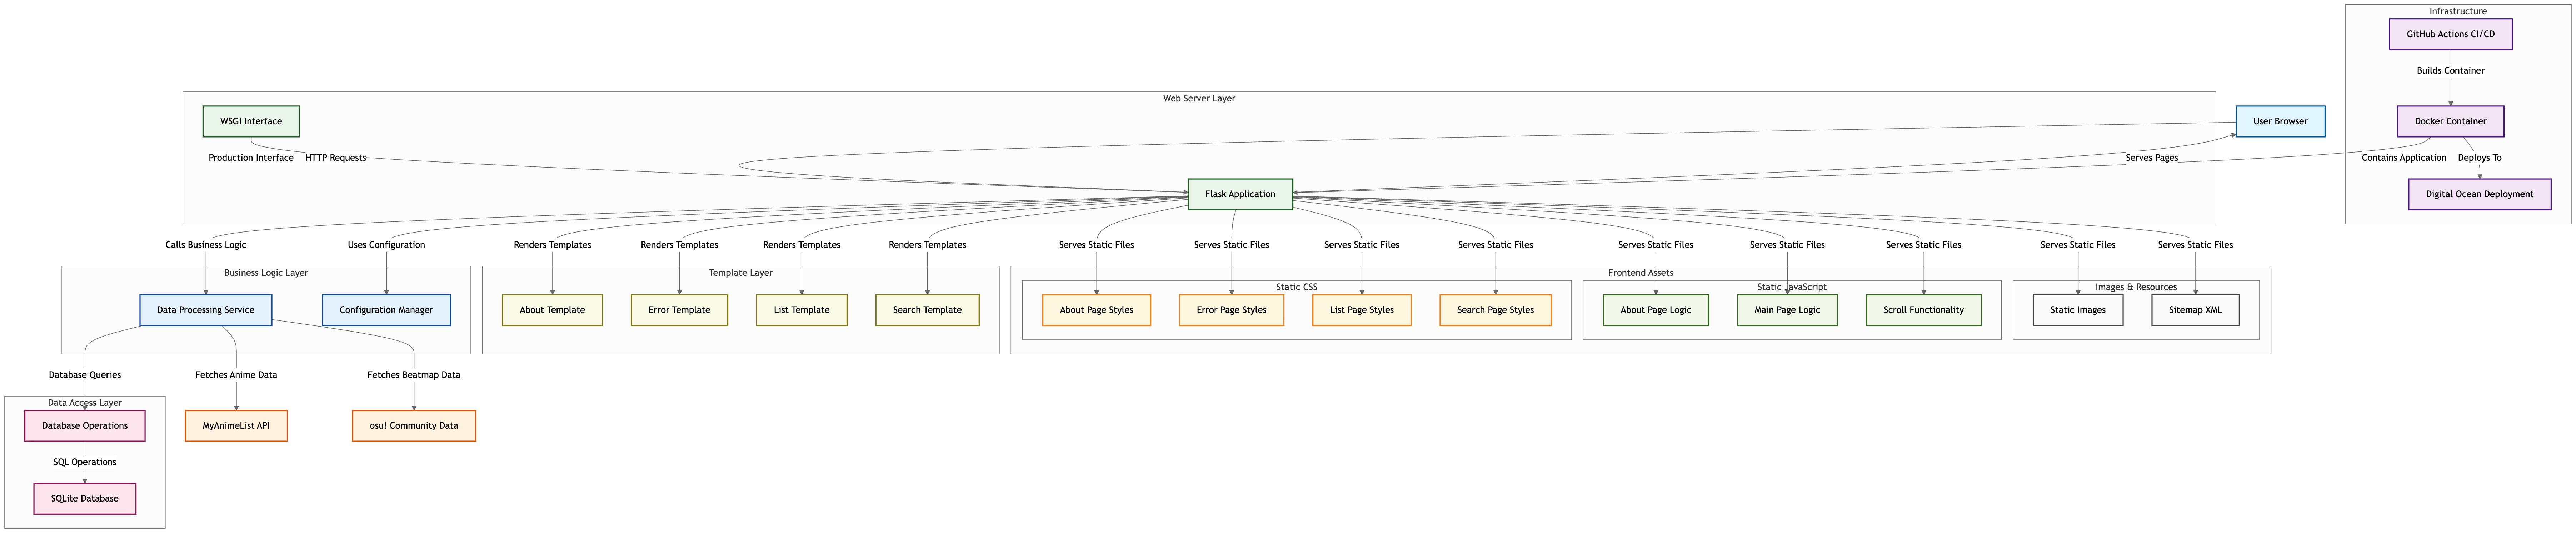 Infrastructure
GitHub Actions CI/CD
Builds Container
Web Server Layer
WSGI Interface
User Browser
Docker Container
Production Interface
HTTP Requests
Serves Pages
Contains Application
Deploys To
Flask Application
Digital Ocean Deployment
Calls Business Logic
Uses Configuration
Renders Templates
Renders Templates
Renders Templates
Renders Templates
Serves Static Files
Serves Static Files
Serves Static Files
Serves Static Files
Serves Static Files
Serves Static Files
Serves Static Files
Serves Static Files
Serves Static Files
Business Logic Layer
Template Layer
Frontend Assets
Static CSS
Static JavaScript
Images & Resources
Data Processing Service
Configuration Manager
About Template
Error Template
List Template
Search Template
About Page Styles
Error Page Styles
List Page Styles
Search Page Styles
About Page Logic
Main Page Logic
Scroll Functionality
Static Images
Sitemap XML
Database Queries
Fetches Anime Data
Fetches Beatmap Data
Data Access Layer
Database Operations
MyAnimeList API
osu! Community Data
SQL Operations
SQLite Database